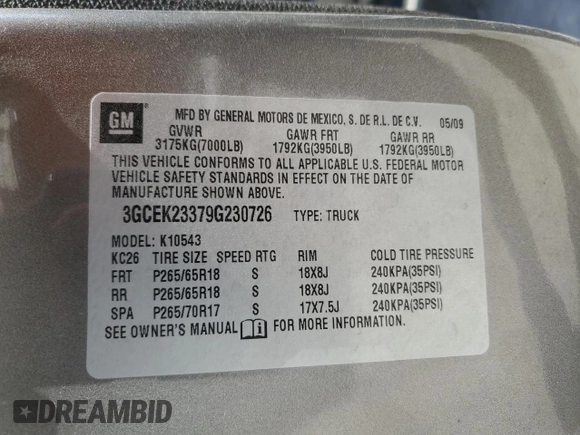 GM
MFD BY GENERAL MOTORS DE MEXICO, S. DE R.L. DE C.V. 05/09
GVWR GAWR FRT GAWR RR
3175KG(7000LB) 1792KG(3950LB) 1792KG(3950LB)
THIS VEHICLE CONFORMS TO ALL APPLICABLE U.S. FEDERAL MOTOR
VEHICLE SAFETY STANDARDS IN EFFECT ON THE DATE OF
MANUFACTURE SHOWN ABOVE.
3GCEK23379G230726 TYPE: TRUCK
MODEL: K10543
KC26 TIRE SIZE SPEED RTG RIM COLD TIRE PRESSURE
FRT P265/65R18 S 18X8J 240KPA(35PSI)
RR P265/65R18 S 18X8J 240KPA(35PSI)
SPA P265/70R17 S 17X7.5J 240KPA(35PSI)
SEE OWNER'S MANUAL FOR MORE INFORMATION.
DREAMBID